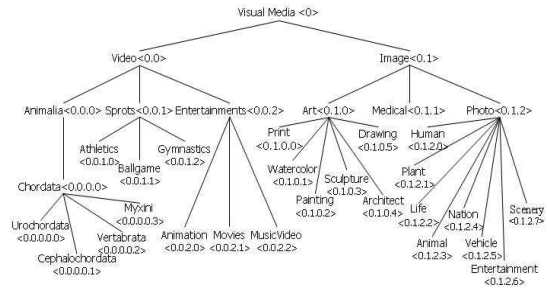 Visual Media <0>
Video<0.0>
Image<0.1>
Animalia<0.0.0>
Sprots<0.0.1>
Entertainments<0.0.2>
Art<0.1.0>
Medical<0.1.1>
Photo<0.1.2>
Athletics
<0.0.1.0>
Ballgame
<0.0.1.1>
Gymnastics
<0.0.1.2>
Print
<0.1.0.0>
Watercolor
<0.1.0.1>
Painting
<0.1.0.2>
Sculpture
<0.1.0.3>
Architect
<0.1.0.4>
Drawing
<0.1.0.5>
Human
<0.1.2.0>
Plant
<0.1.2.1>
Life
<0.1.2.2>
Animal
<0.1.2.3>
Nation
<0.1.2.4>
Vehicle
<0.1.2.5>
Entertainment
<0.1.2.6>
Scenery
<0.1.2.7>
Chordata<0.0.0.0>
Urochordata
<0.0.0.0.0>
Cephalochordata
<0.0.0.0.1>
Vertabrata
<0.0.0.0.2>
Myxini
<0.0.0.0.3>
Animation
<0.0.2.0>
Movies
<0.0.2.1>
MusicVideo
<0.0.2.2>